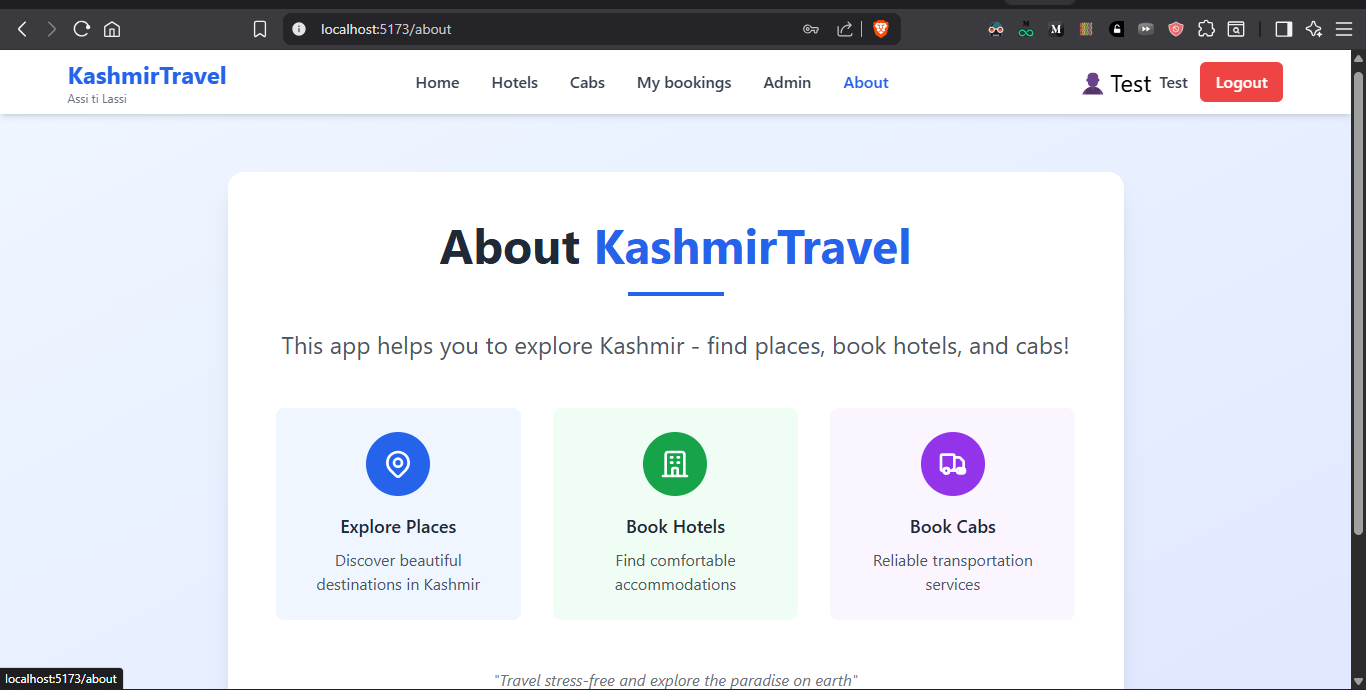 localhost:5173/about
M
M
KashmirTravel
Assi ti Lassi
Home Hotels Cabs My bookings Admin About
Test Test Logout
About KashmirTravel
This app helps you to explore Kashmir - find places, book hotels, and cabs!
Explore Places
Discover beautiful
destinations in Kashmir
Book Hotels
Find comfortable
accommodations
Book Cabs
Reliable transportation
services
"Travel stress-free and explore the paradise on earth"
localhost:5173/about